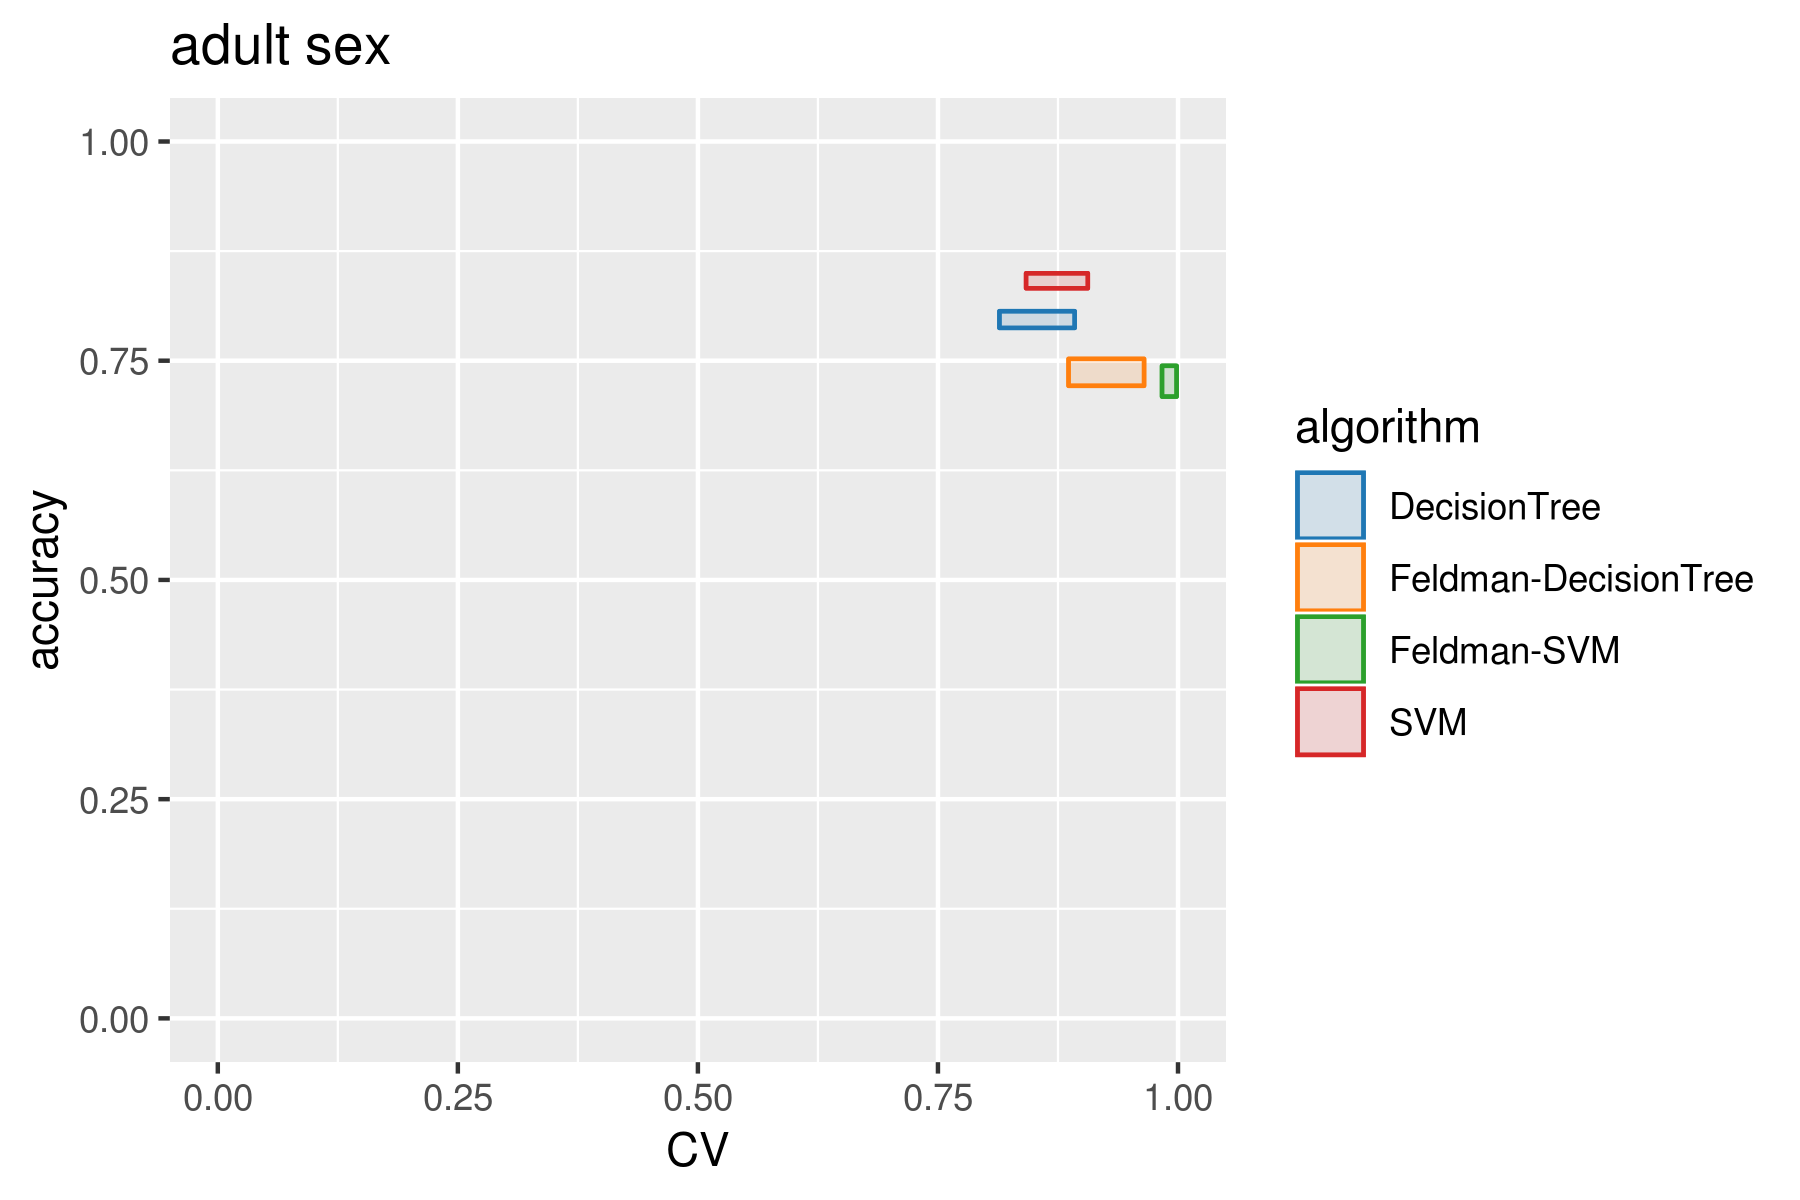 adult sex
accuracy
1.00
0.75
0.50
0.25
0.00
0.00 0.25 0.50 0.75 1.00
CV
algorithm
DecisionTree
Feldman-DecisionTree
Feldman-SVM
SVM